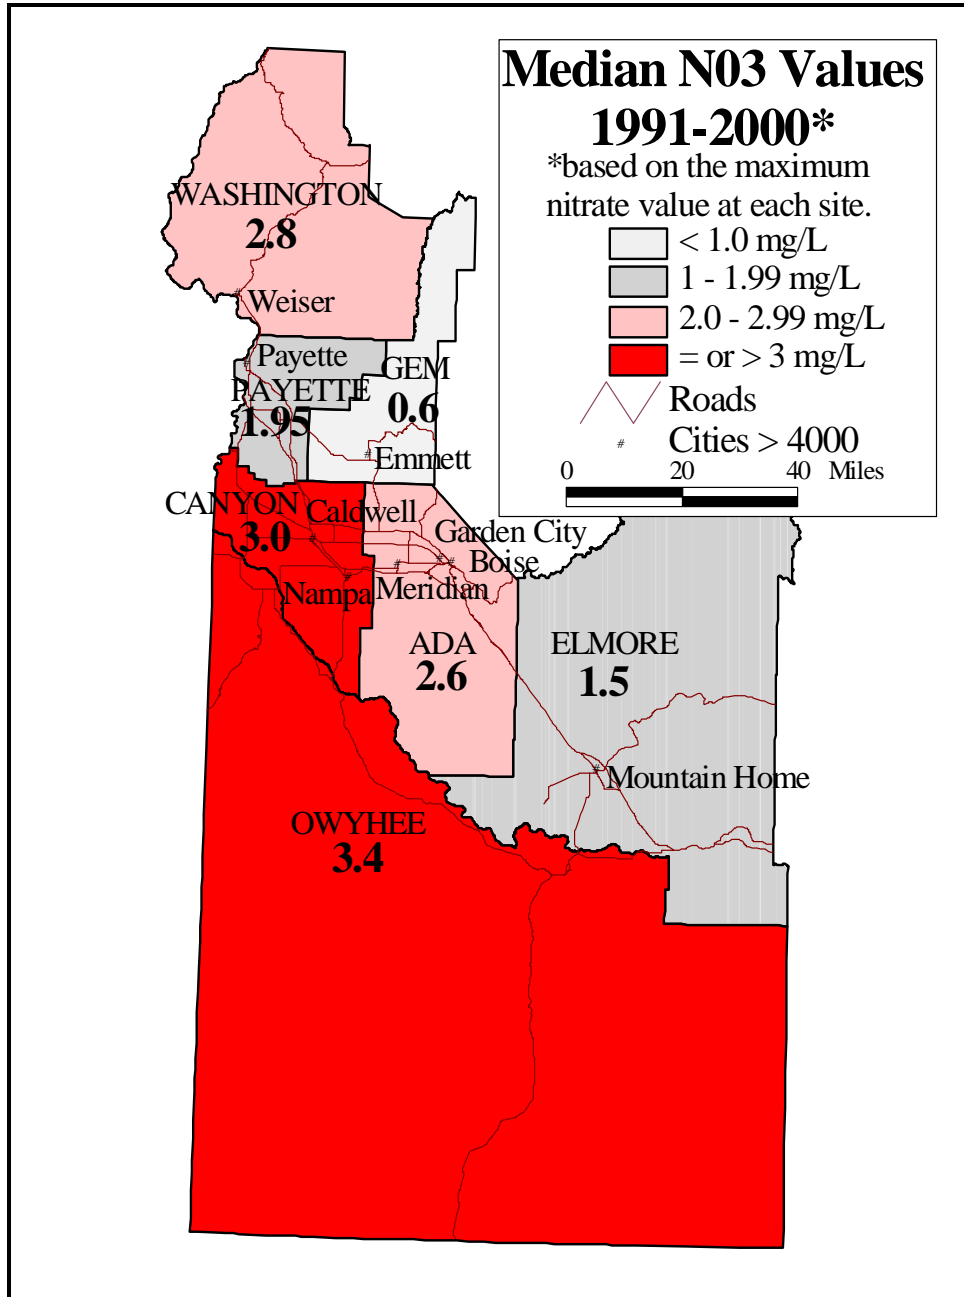 Median N03 Values
1991-2000*
*based on the maximum
nitrate value at each site.
< 1.0 mg/L
1 - 1.99 mg/L
2.0 - 2.99 mg/L
= or > 3 mg/L
Roads
# Cities > 4000
0 20 40 Miles
WASHINGTON
2.8
Weiser
Payette
PAYETTE
1.95
GEM
0.6
Emmett
CANYON
3.0
Caldwell
Nampa
Garden City
Boise
Meridian
ADA
2.6
ELMORE
1.5
Mountain Home
OWYHEE
3.4